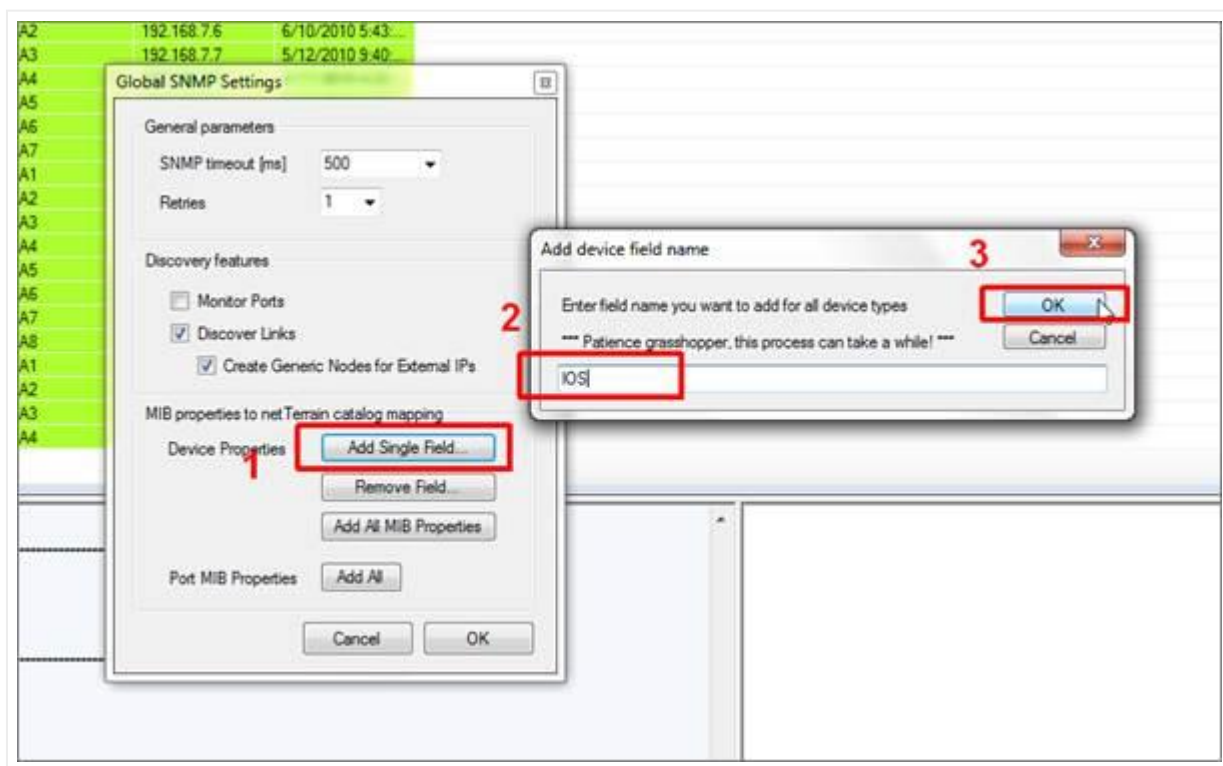 A2 192.168.7.6 6/10/2010 5:43:...
A3 192.168.7.7 5/12/2010 9:40:...
A4
A5
A6
A7
A1
A2
A3
A4
A5
A6
A7
A8
A1
A2
A3
A4
Global SNMP Settings
General parameters
SNMP timeout [ms] 500
Retries 1
Discovery features
Monitor Ports
Discover Links
Create Generic Nodes for External IPs
MIB properties to netTerrain catalog mapping
Device Properties Add Single Field...
1
Remove Field...
Add All MIB Properties
Port MIB Properties Add All
Cancel OK
Add device field name
3
Enter field name you want to add for all device types OK
2
*** Patience grasshopper, this process can take a while! *** Cancel
IOS